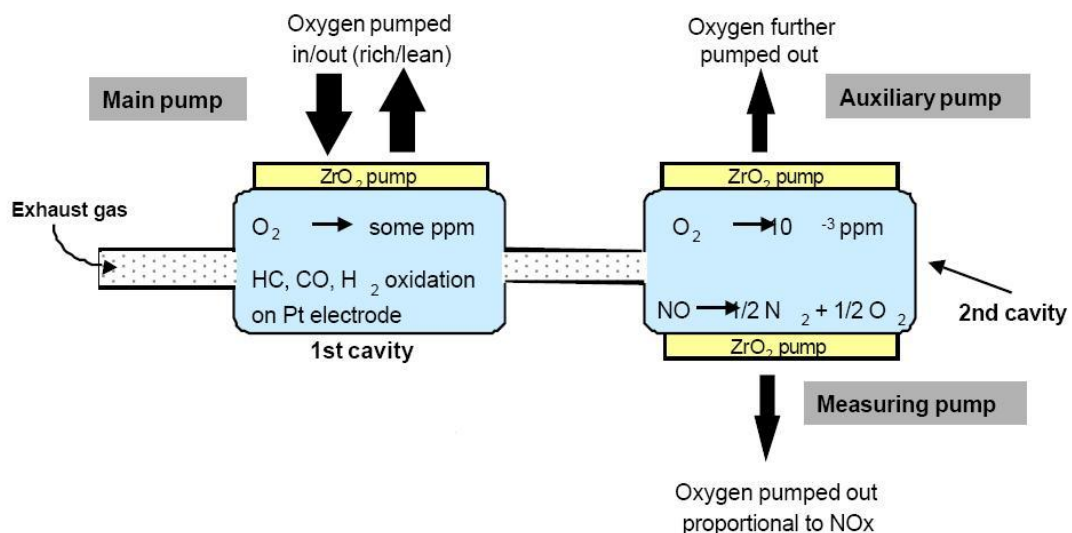 Oxygen pumped
in/out (rich/lean)
Main pump
ZrO2 pump
Exhaust gas
O2 → some ppm
HC, CO, H2 oxidation
on Pt electrode
1st cavity
Oxygen further
pumped out
Auxiliary pump
ZrO2 pump
O2 → 10 -3 ppm
NO → 1/2 N2 + 1/2 O2
2nd cavity
ZrO2 pump
Measuring pump
Oxygen pumped out
proportional to NOx